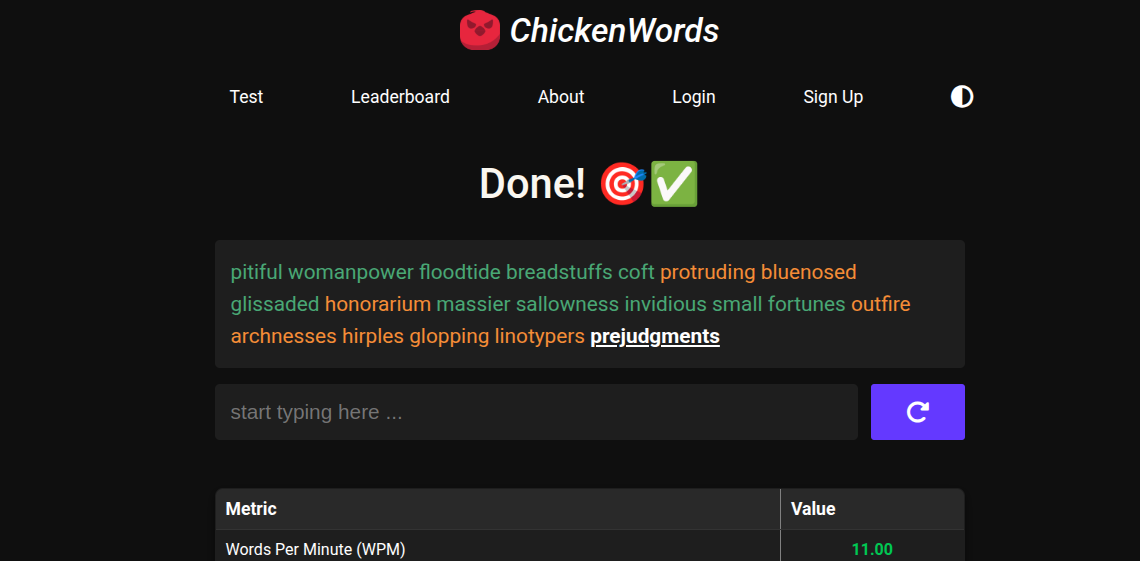 ChickenWords
Test Leaderboard About Login Sign Up
Done! 🎯✅
pitiful womanpower floodtide breadstuffs coft protruding bluenosed
glissaded honorarium massier sallowness invidious small fortunes outfire
archnesses hirples glopping linotypers prejudgments
start typing here ...
Metric Value
Words Per Minute (WPM) 11.00